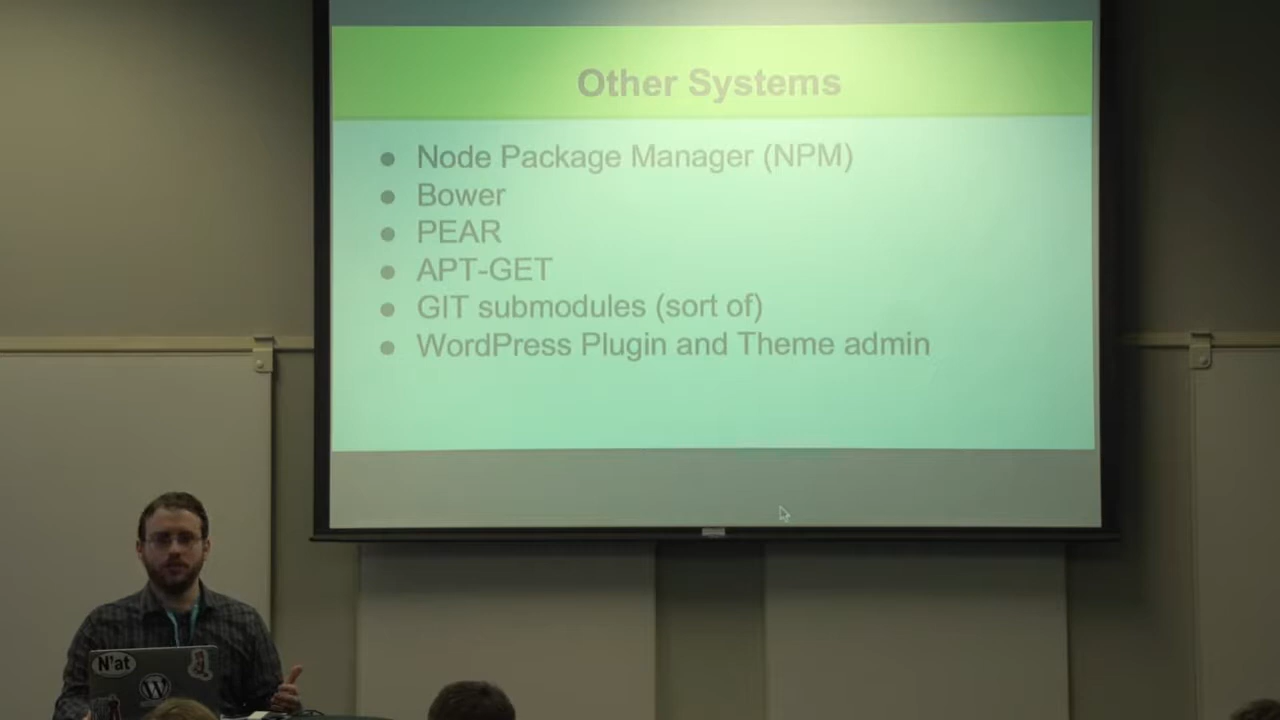 Other Systems
● Node Package Manager (NPM)
● Bower
● PEAR
● APT-GET
● GIT submodules (sort of)
● WordPress Plugin and Theme admin
N'at
W